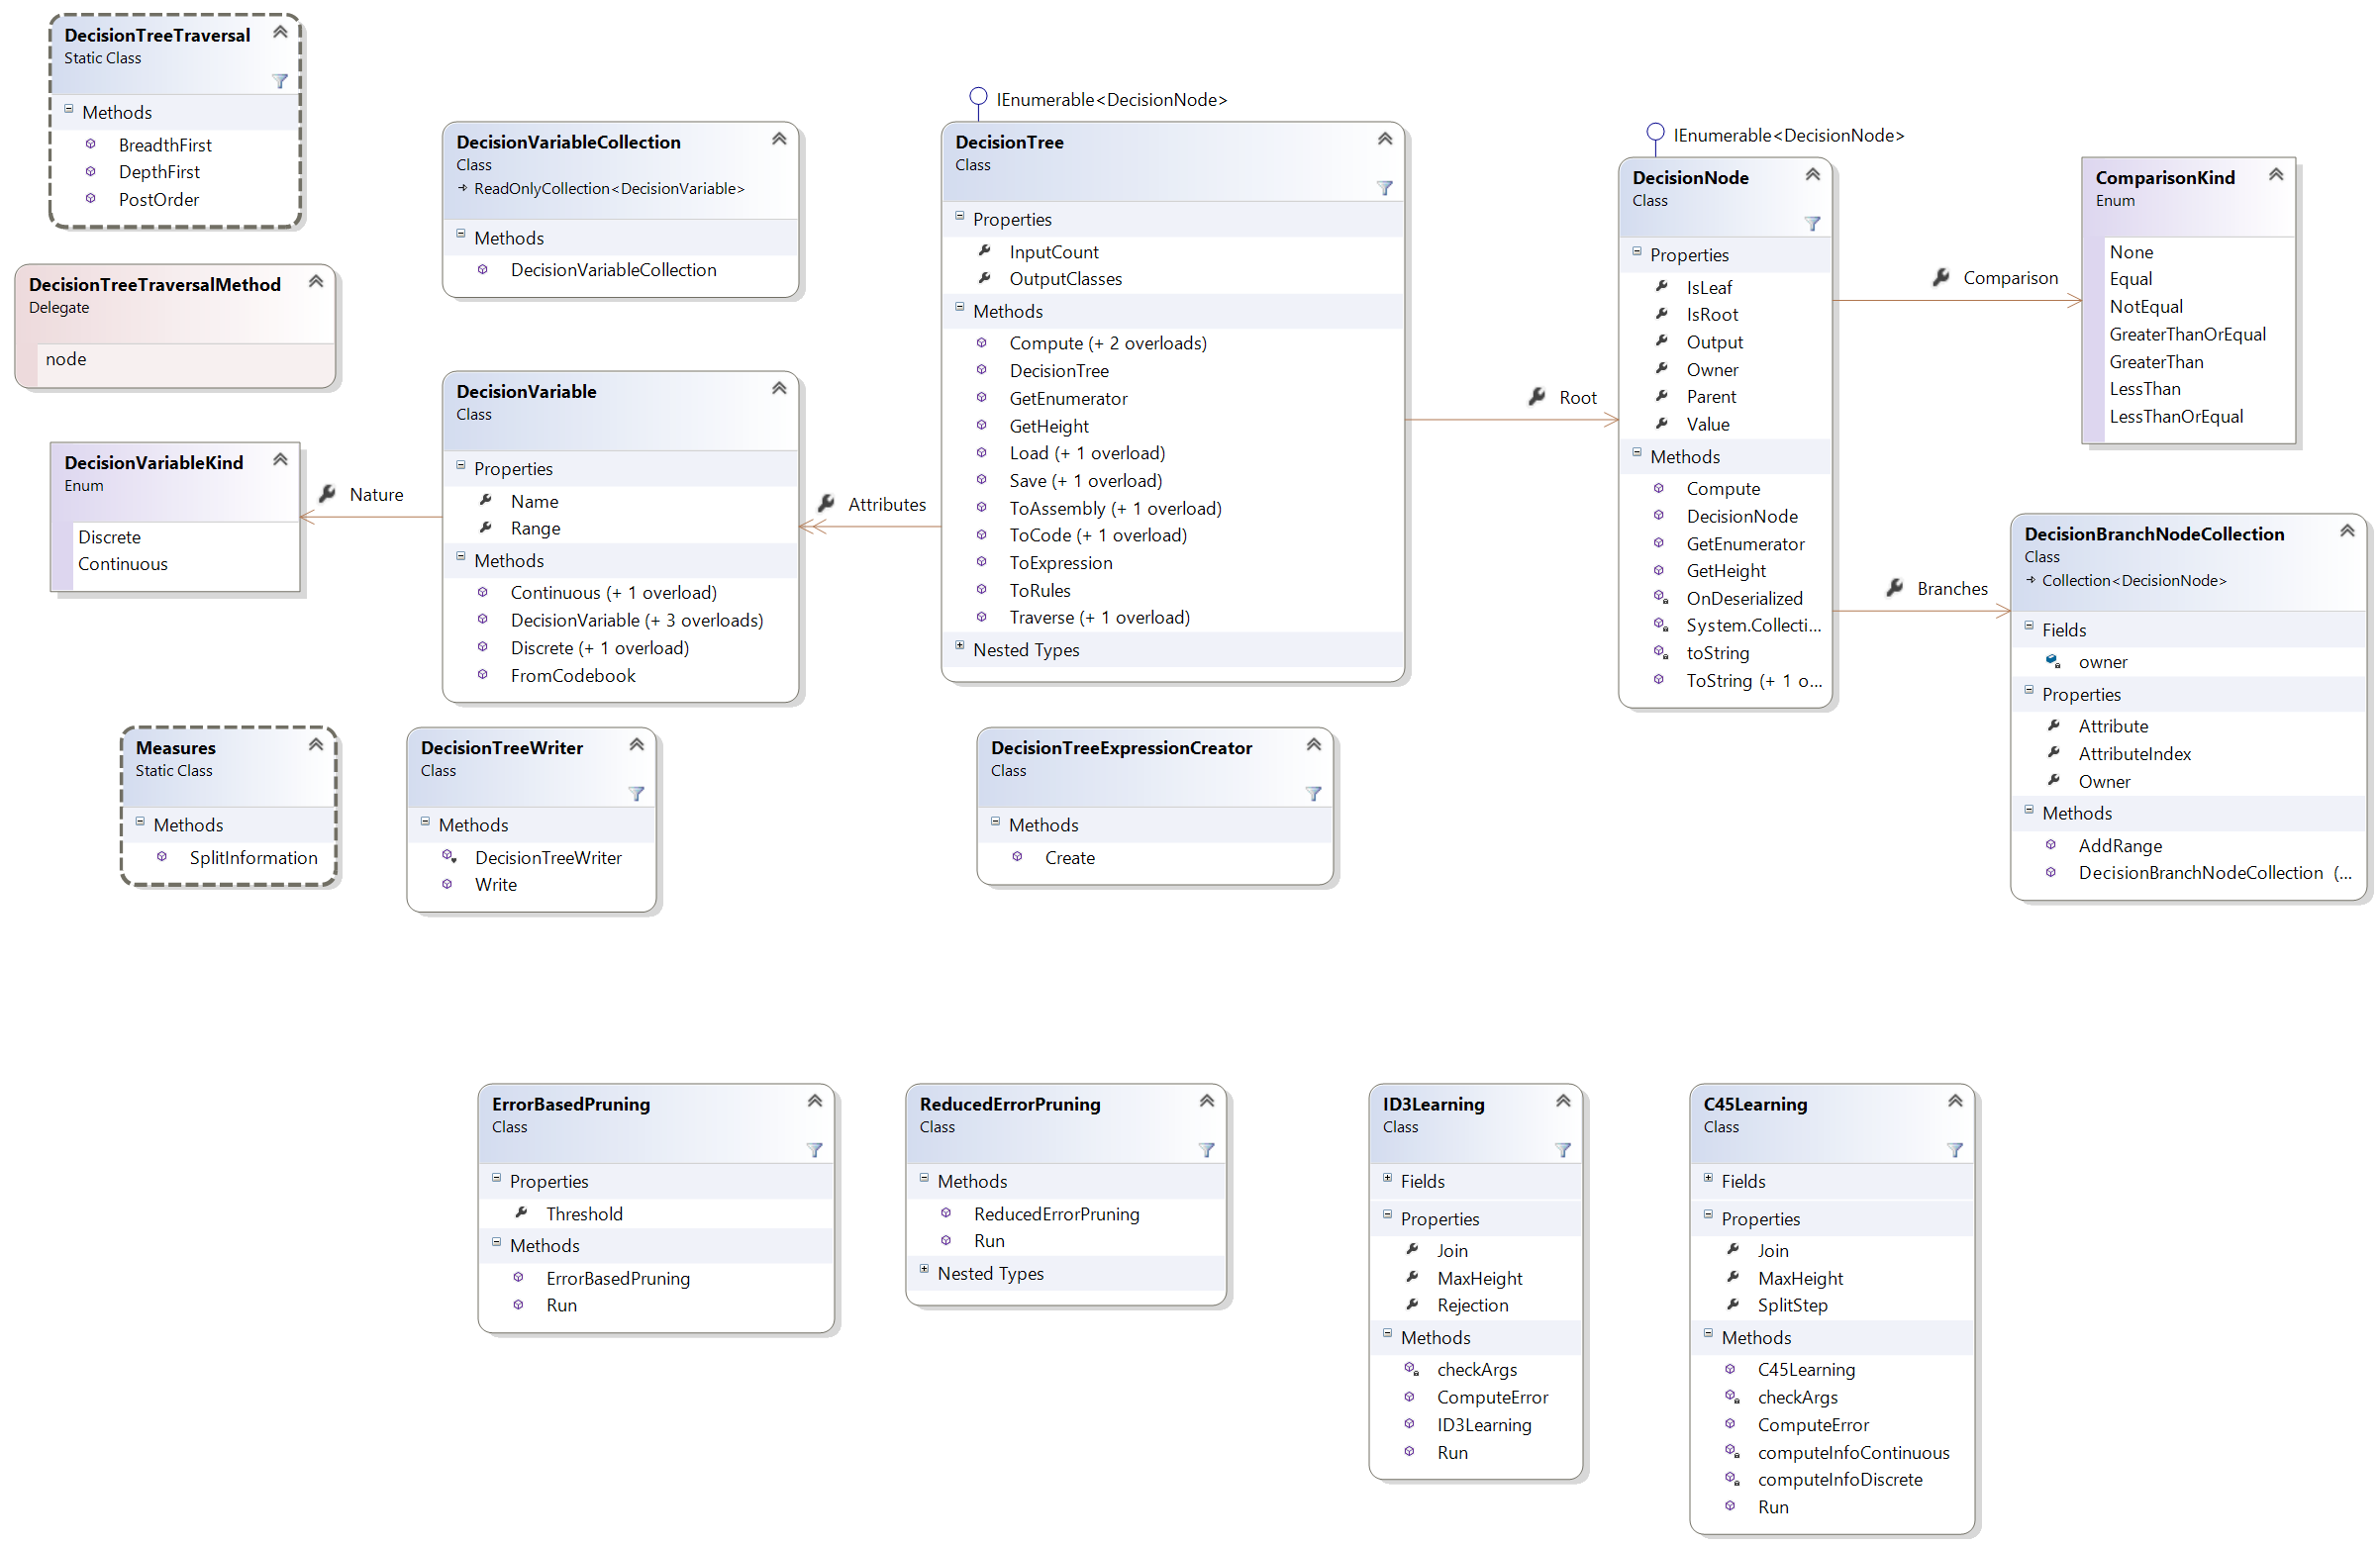 DecisionTreeTraversal
Static Class
Methods
BreadthFirst
DepthFirst
PostOrder
DecisionTreeTraversalMethod
Delegate
node
DecisionVariableKind
Enum
Discrete
Continuous
Nature
DecisionVariableCollection
Class
ReadOnlyCollection<DecisionVariable>
Methods
DecisionVariableCollection
DecisionVariable
Class
Properties
Name
Range
Methods
Continuous (+ 1 overload)
DecisionVariable (+ 3 overloads)
Discrete (+ 1 overload)
FromCodebook
Attributes
IEnumerable<DecisionNode>
DecisionTree
Class
Properties
InputCount
OutputClasses
Methods
Compute (+ 2 overloads)
DecisionTree
GetEnumerator
GetHeight
Load (+ 1 overload)
Save (+ 1 overload)
ToAssembly (+ 1 overload)
ToCode (+ 1 overload)
ToExpression
ToRules
Traverse (+ 1 overload)
Nested Types
Root
IEnumerable<DecisionNode>
DecisionNode
Class
Properties
IsLeaf
IsRoot
Output
Owner
Parent
Value
Methods
Compute
DecisionNode
GetEnumerator
GetHeight
OnDeserialized
System.Collecti...
toString
ToString (+ 1 o...
Comparison
ComparisonKind
Enum
None
Equal
NotEqual
GreaterThanOrEqual
GreaterThan
LessThan
LessThanOrEqual
Branches
DecisionBranchNodeCollection
Class
Collection<DecisionNode>
Fields
owner
Properties
Attribute
AttributeIndex
Owner
Methods
AddRange
DecisionBranchNodeCollection (...
Measures
Static Class
Methods
SplitInformation
DecisionTreeWriter
Class
Methods
DecisionTreeWriter
Write
DecisionTreeExpressionCreator
Class
Methods
Create
ErrorBasedPruning
Class
Properties
Threshold
Methods
ErrorBasedPruning
Run
ReducedErrorPruning
Class
Methods
ReducedErrorPruning
Run
Nested Types
ID3Learning
Class
Fields
Properties
Join
MaxHeight
Rejection
Methods
checkArgs
ComputeError
ID3Learning
Run
C45Learning
Class
Fields
Properties
Join
MaxHeight
SplitStep
Methods
C45Learning
checkArgs
ComputeError
computeInfoContinuous
computeInfoDiscrete
Run